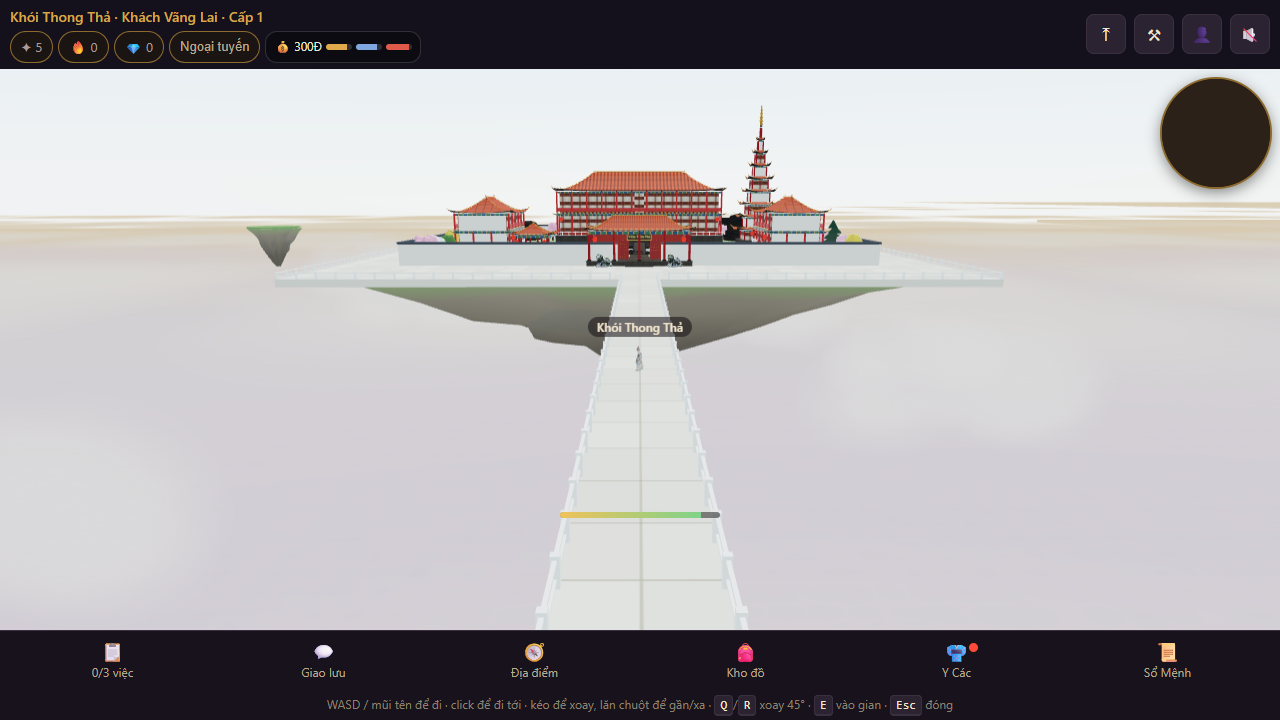 Khói Thong Thả · Khách Vãng Lai · Cấp 1
✦ 5
0
0
Ngoại tuyến
300Đ
Khói Thong Thả
0/3 việc
Giao lưu
Địa điểm
Kho đồ
Y Các
Sổ Mệnh
WASD / mũi tên để đi · click để đi tới · kéo để xoay, lăn chuột để gần/xa · Q / R xoay 45° · E vào gian · Esc đóng